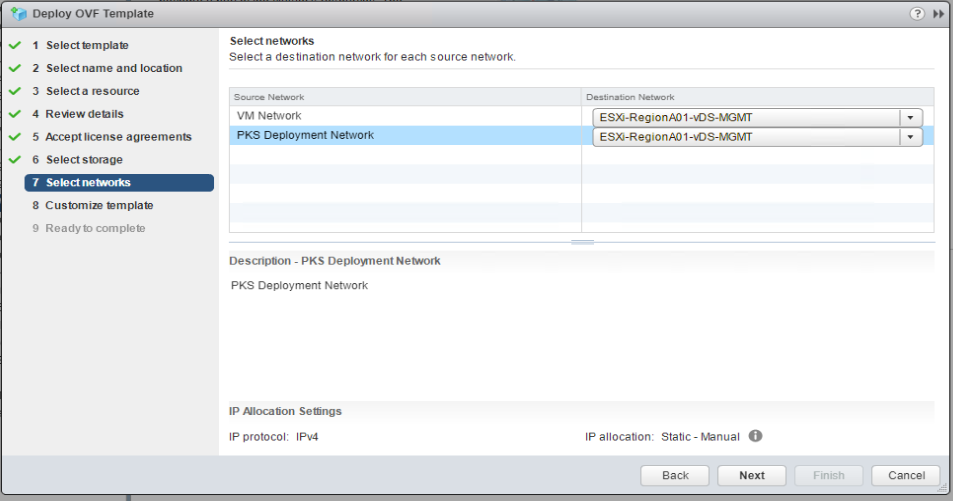 Deploy OVF Template
1 Select template
2 Select name and location
3 Select a resource
4 Review details
5 Accept license agreements
6 Select storage
7 Select networks
8 Customize template
9 Ready to complete
Select networks
Select a destination network for each source network.
Source Network Destination Network
VM Network ESXi-RegionA01-vDS-MGMT
PKS Deployment Network ESXi-RegionA01-vDS-MGMT
Description - PKS Deployment Network
PKS Deployment Network
IP Allocation Settings
IP protocol: IPv4 IP allocation: Static - Manual
Back Next Finish Cancel